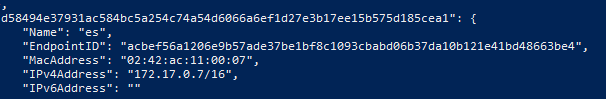 ,
d58494e37931ac584bc5a254c74a54d6066a6ef1d27e3b17ee15b575d185cea1": {
"Name": "es",
"EndpointID": "acbef56a1206e9b57ade37be1bf8c1093cbabd06b37da10b121e41bd48663be4",
"MacAddress": "02:42:ac:11:00:07",
"IPv4Address": "172.17.0.7/16",
"IPv6Address": ""